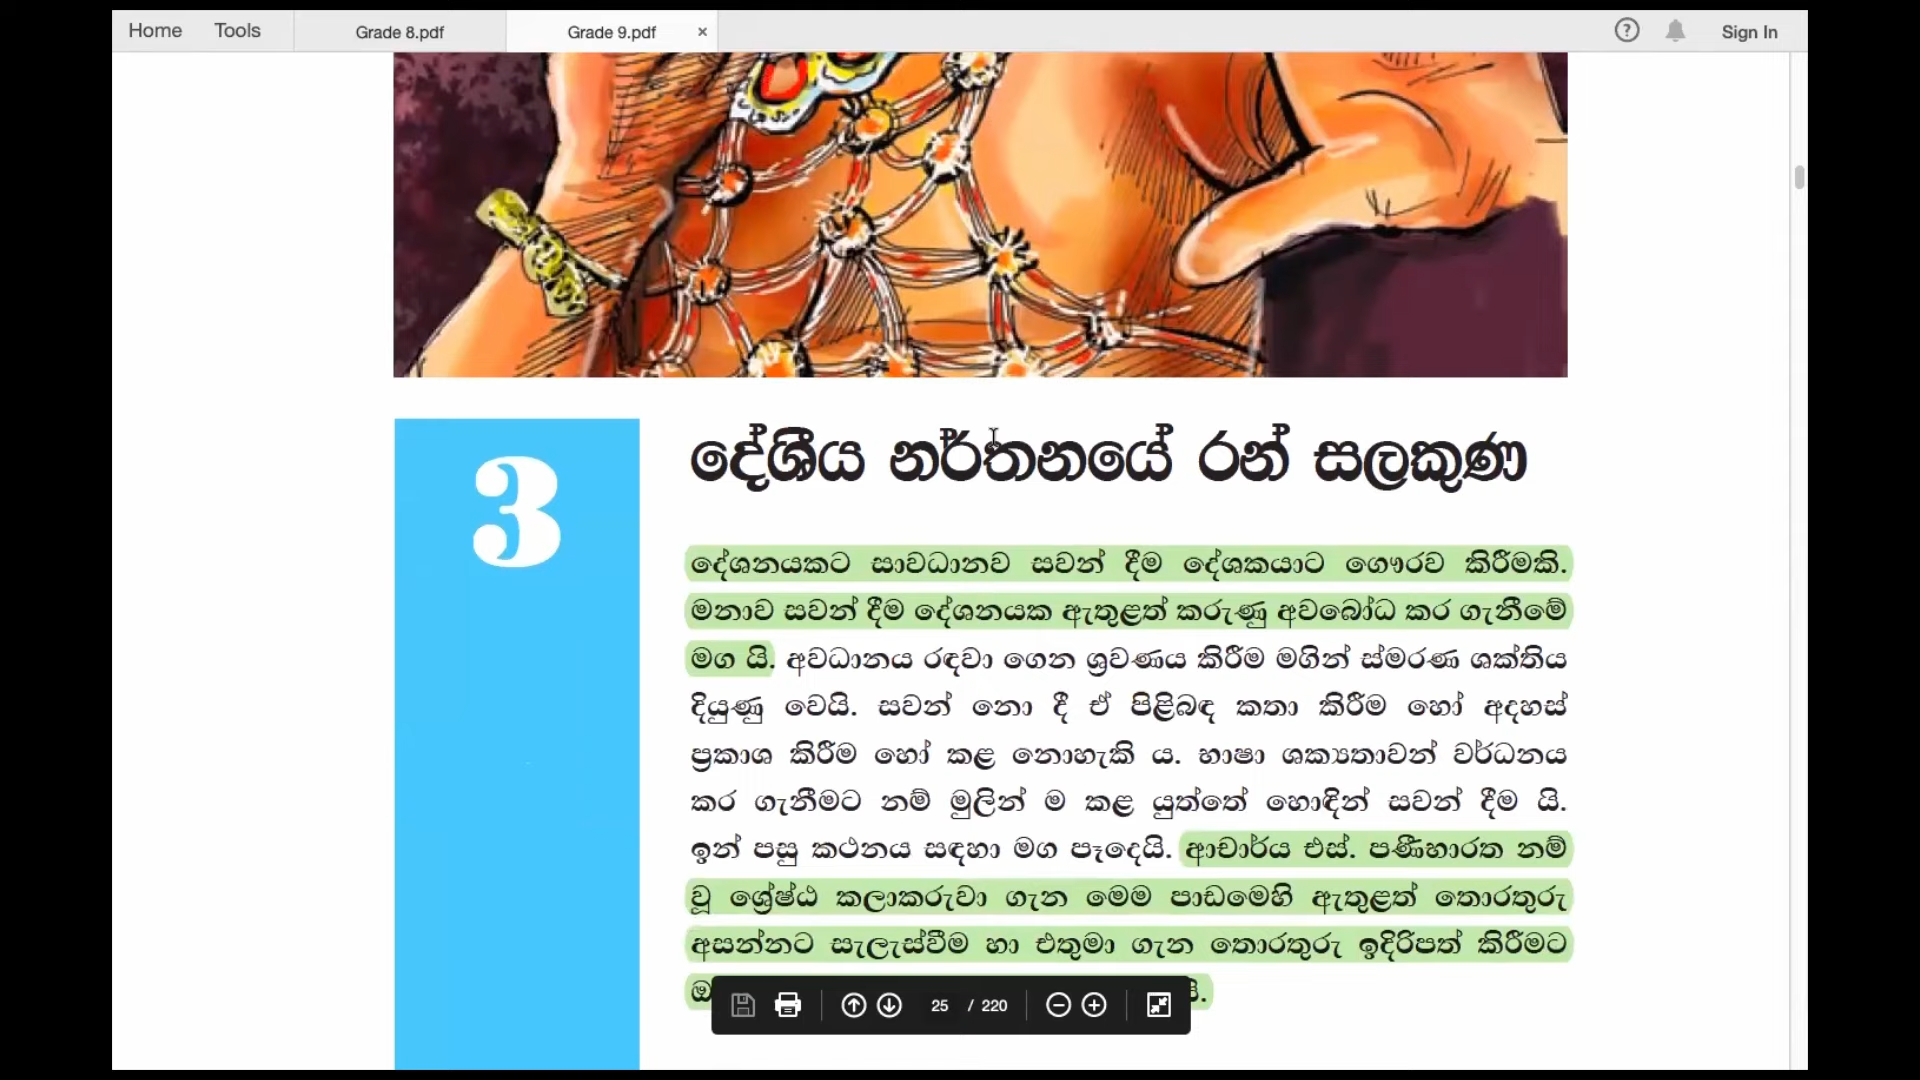 Home Tools Grade 8.pdf Grade 9.pdf × ? Sign In
3
දේශීය නර්තනයේ රන් සලකුණ
දේශනයකට සාවධානව සවන් දීම දේශකයාට ගෞරව කිරීමකි.
මනාව සවන් දීම දේශනයක ඇතුළත් කරුණු අවබෝධ කර ගැනීමේ
මග යි. අවධානය රඳවා ගෙන ශ්‍රවණය කිරීම මගින් ස්මරණ ශක්තිය
දියුණු වෙයි. සවන් නො දී ඒ පිළිබඳ කතා කිරීම හෝ අදහස්
ප්‍රකාශ කිරීම හෝ කළ නොහැකි ය. භාෂා ශක්‍යතාවන් වර්ධනය
කර ගැනීමට නම් මුලින් ම කළ යුත්තේ හොඳින් සවන් දීම යි.
ඉන් පසු කථනය සඳහා මග පෑදෙයි. ආචාර්ය එස්. පණීභාරත නම්
වූ ශ්‍රේෂ්ඨ කලාකරුවා ගැන මෙම පාඩමෙහි ඇතුළත් තොරතුරු
අසන්නට සැලැස්වීම හා එතුමා ගැන තොරතුරු ඉදිරිපත් කිරීමට
25 / 220